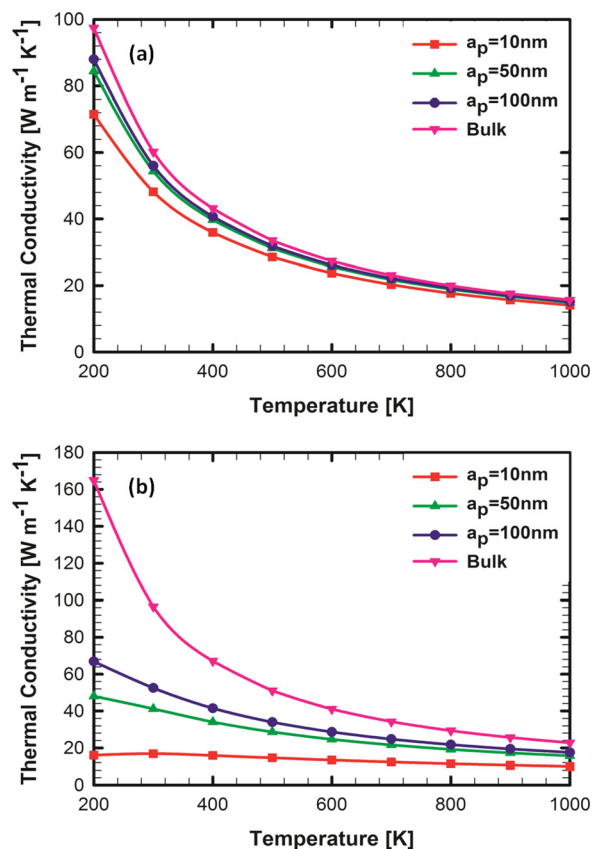 100
80
60
40
20
0
Thermal Conductivity [W m⁻¹ K⁻¹]
(a)
aₚ=10nm
aₚ=50nm
aₚ=100nm
Bulk
200 400 600 800 1000
Temperature [K]
180
160
140
120
100
80
60
40
20
0
Thermal Conductivity [W m⁻¹ K⁻¹]
(b)
aₚ=10nm
aₚ=50nm
aₚ=100nm
Bulk
200 400 600 800 1000
Temperature [K]